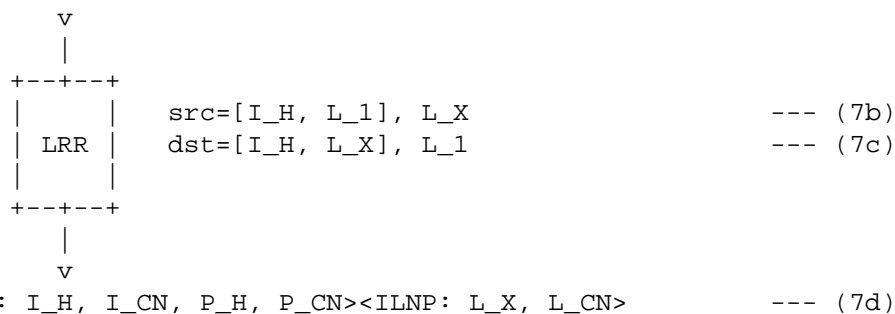 v
|
+--+--+
|     |   src=[I_H, L_1], L_X                 --- (7b)
| LRR |   dst=[I_H, L_X], L_1                 --- (7c)
|     |
+--+--+
|
v
: I_H, I_CN, P_H, P_CN><ILNP: L_X, L_CN>        --- (7d)